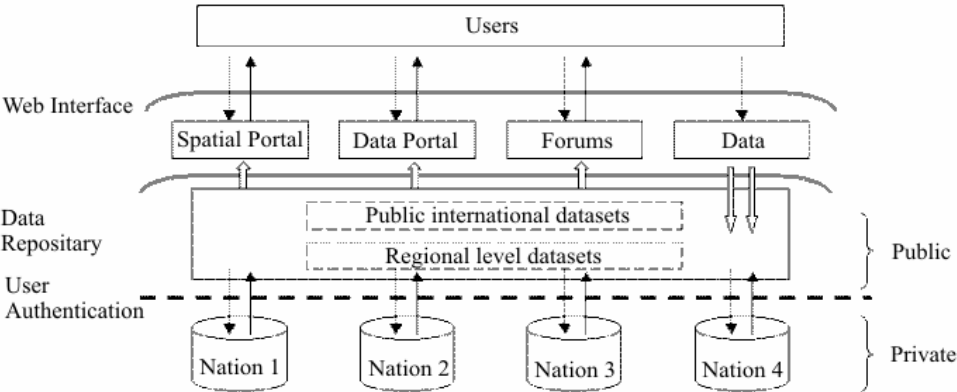 Users
Web Interface
Spatial Portal
Data Portal
Forums
Data
Public international datasets
Data
Repositary
Regional level datasets
Public
User
Authentication
Nation 1
Nation 2
Nation 3
Nation 4
Private